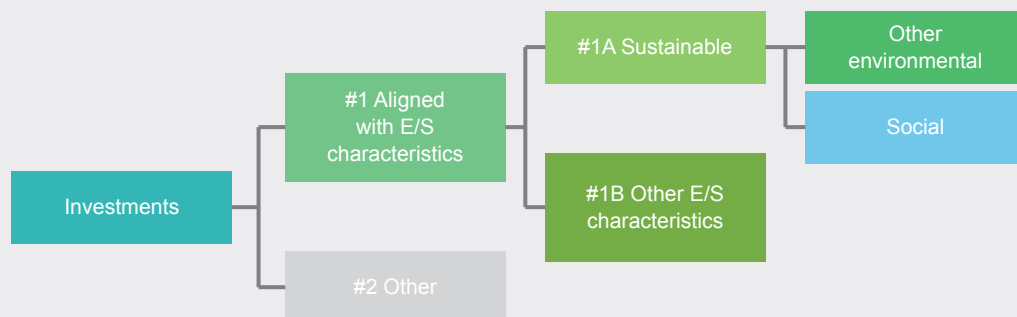 Investments
#1 Aligned
with E/S
characteristics
#2 Other
#1A Sustainable
#1B Other E/S
characteristics
Other
environmental
Social